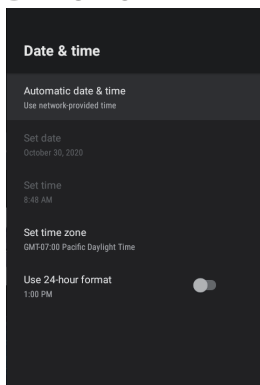 Date & time
Automatic date & time
Use network-provided time
Set date
October 30, 2020
Set time
8:48 AM
Set time zone
GMT-07:00 Pacific Daylight Time
Use 24-hour format
1:00 PM